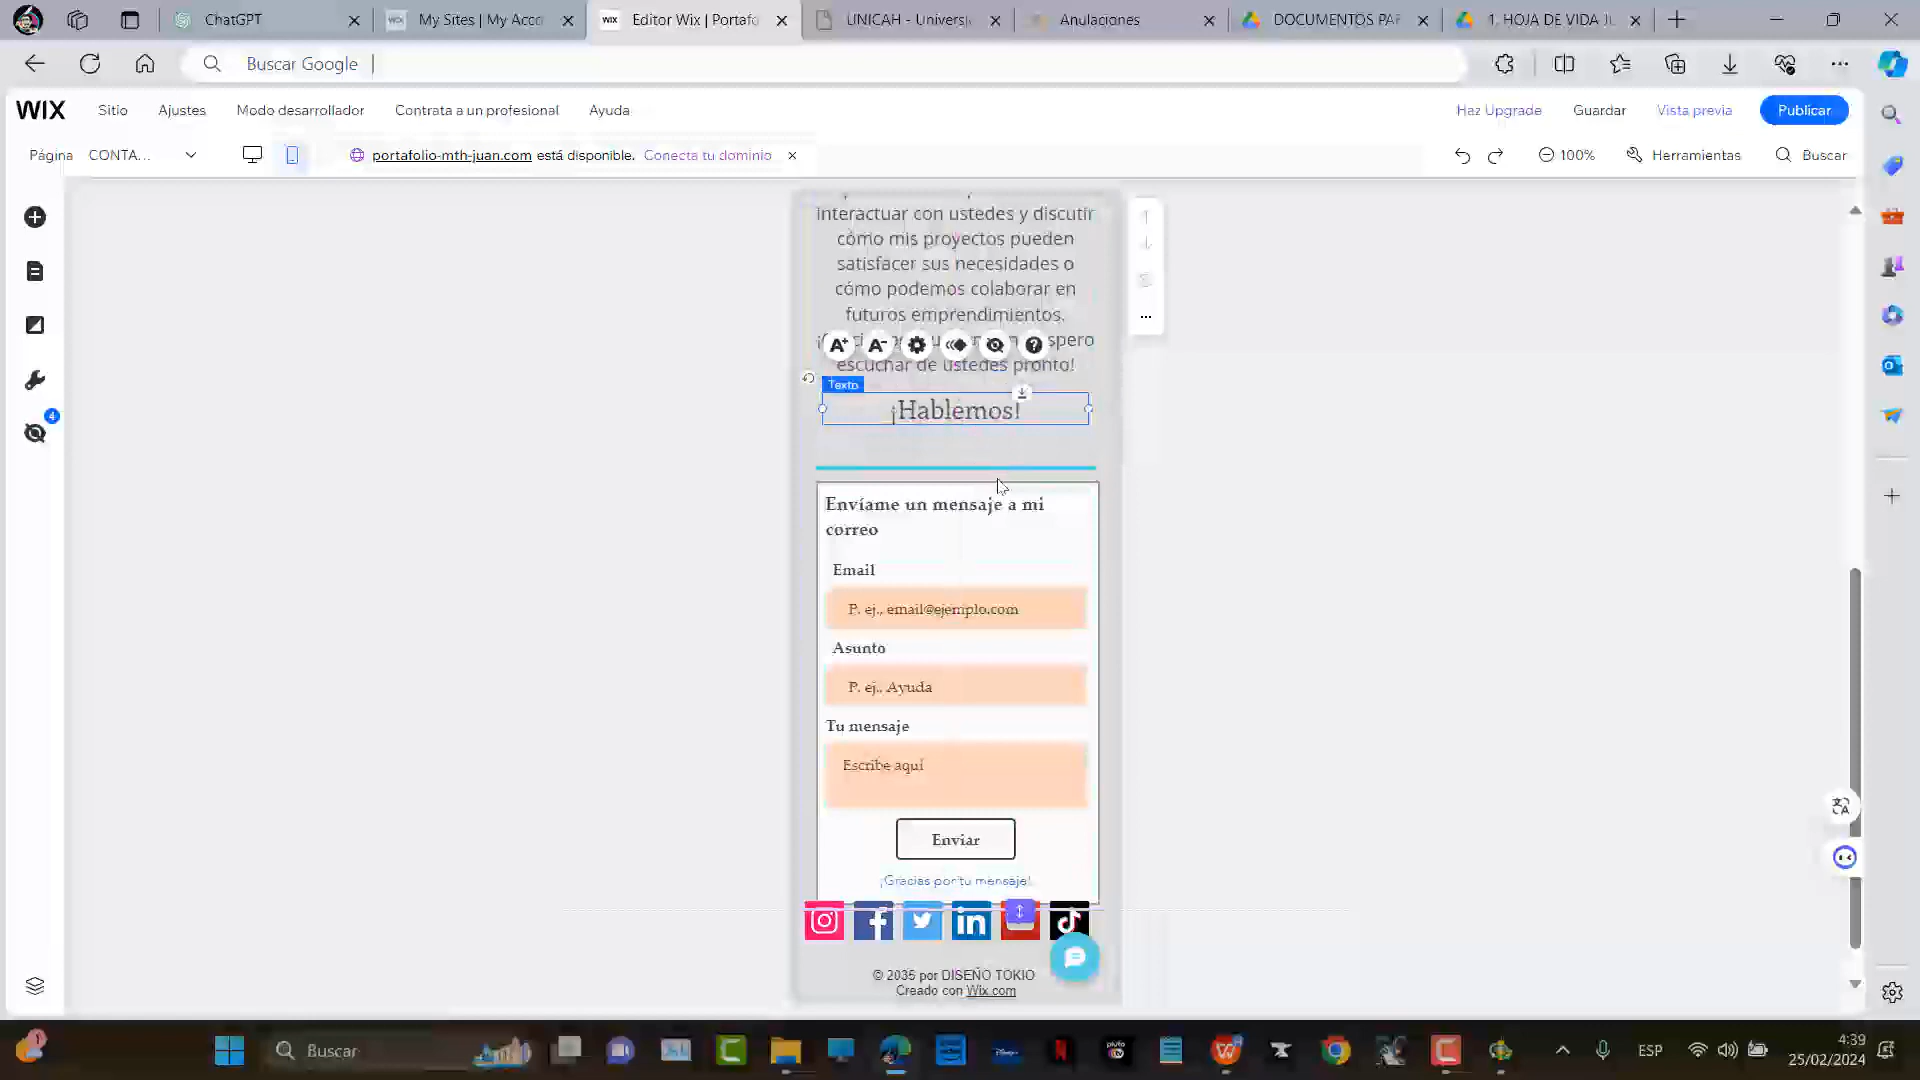 ChatGPT
My Sites | My Acco
Editor Wix | Portafo
UNICAH - Universi
Anulaciones
DOCUMENTOS PAR
1. HOJA DE VIDA JU
Buscar Google
WIX
Sitio
Ajustes
Modo desarrollador
Contrata a un profesional
Ayuda
Haz Upgrade
Guardar
Vista previa
Publicar
Página
CONTA...
portafolio-mth-juan.com está disponible. Conecta tu dominio
100%
Herramientas
Buscar
interactuar con ustedes y discutir
cómo mis proyectos pueden
satisfacer sus necesidades o
cómo podemos colaborar en
futuros emprendimientos.
escuchar de ustedes pronto!
Texto
¡Hablemos!
4
Envíame un mensaje a mi
correo
Email
P. ej., email@ejemplo.com
Asunto
P. ej., Ayuda
Tu mensaje
Escribe aquí
Enviar
¡Gracias por tu mensaje!
© 2035 por DISEÑO TOKIO
Creado con Wix.com
1
Buscar
ESP
4:39
25/02/2024